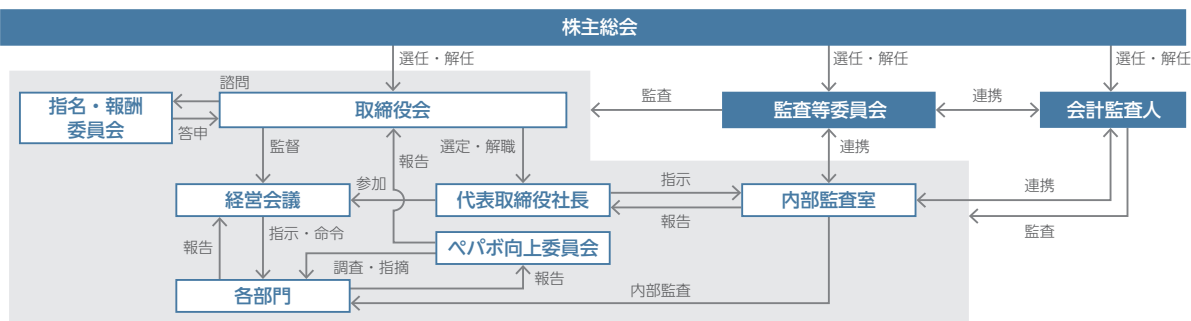 株主総会
選任・解任
選任・解任
選任・解任
諮問
指名・報酬
委員会
答申
取締役会
監査
監査等委員会
連携
会計監査人
監督
報告
選定・解職
連携
経営会議
参加
代表取締役社長
指示
報告
内部監査室
連携
監査
報告
指示・命令
ペパボ向上委員会
調査・指摘
報告
各部門
内部監査